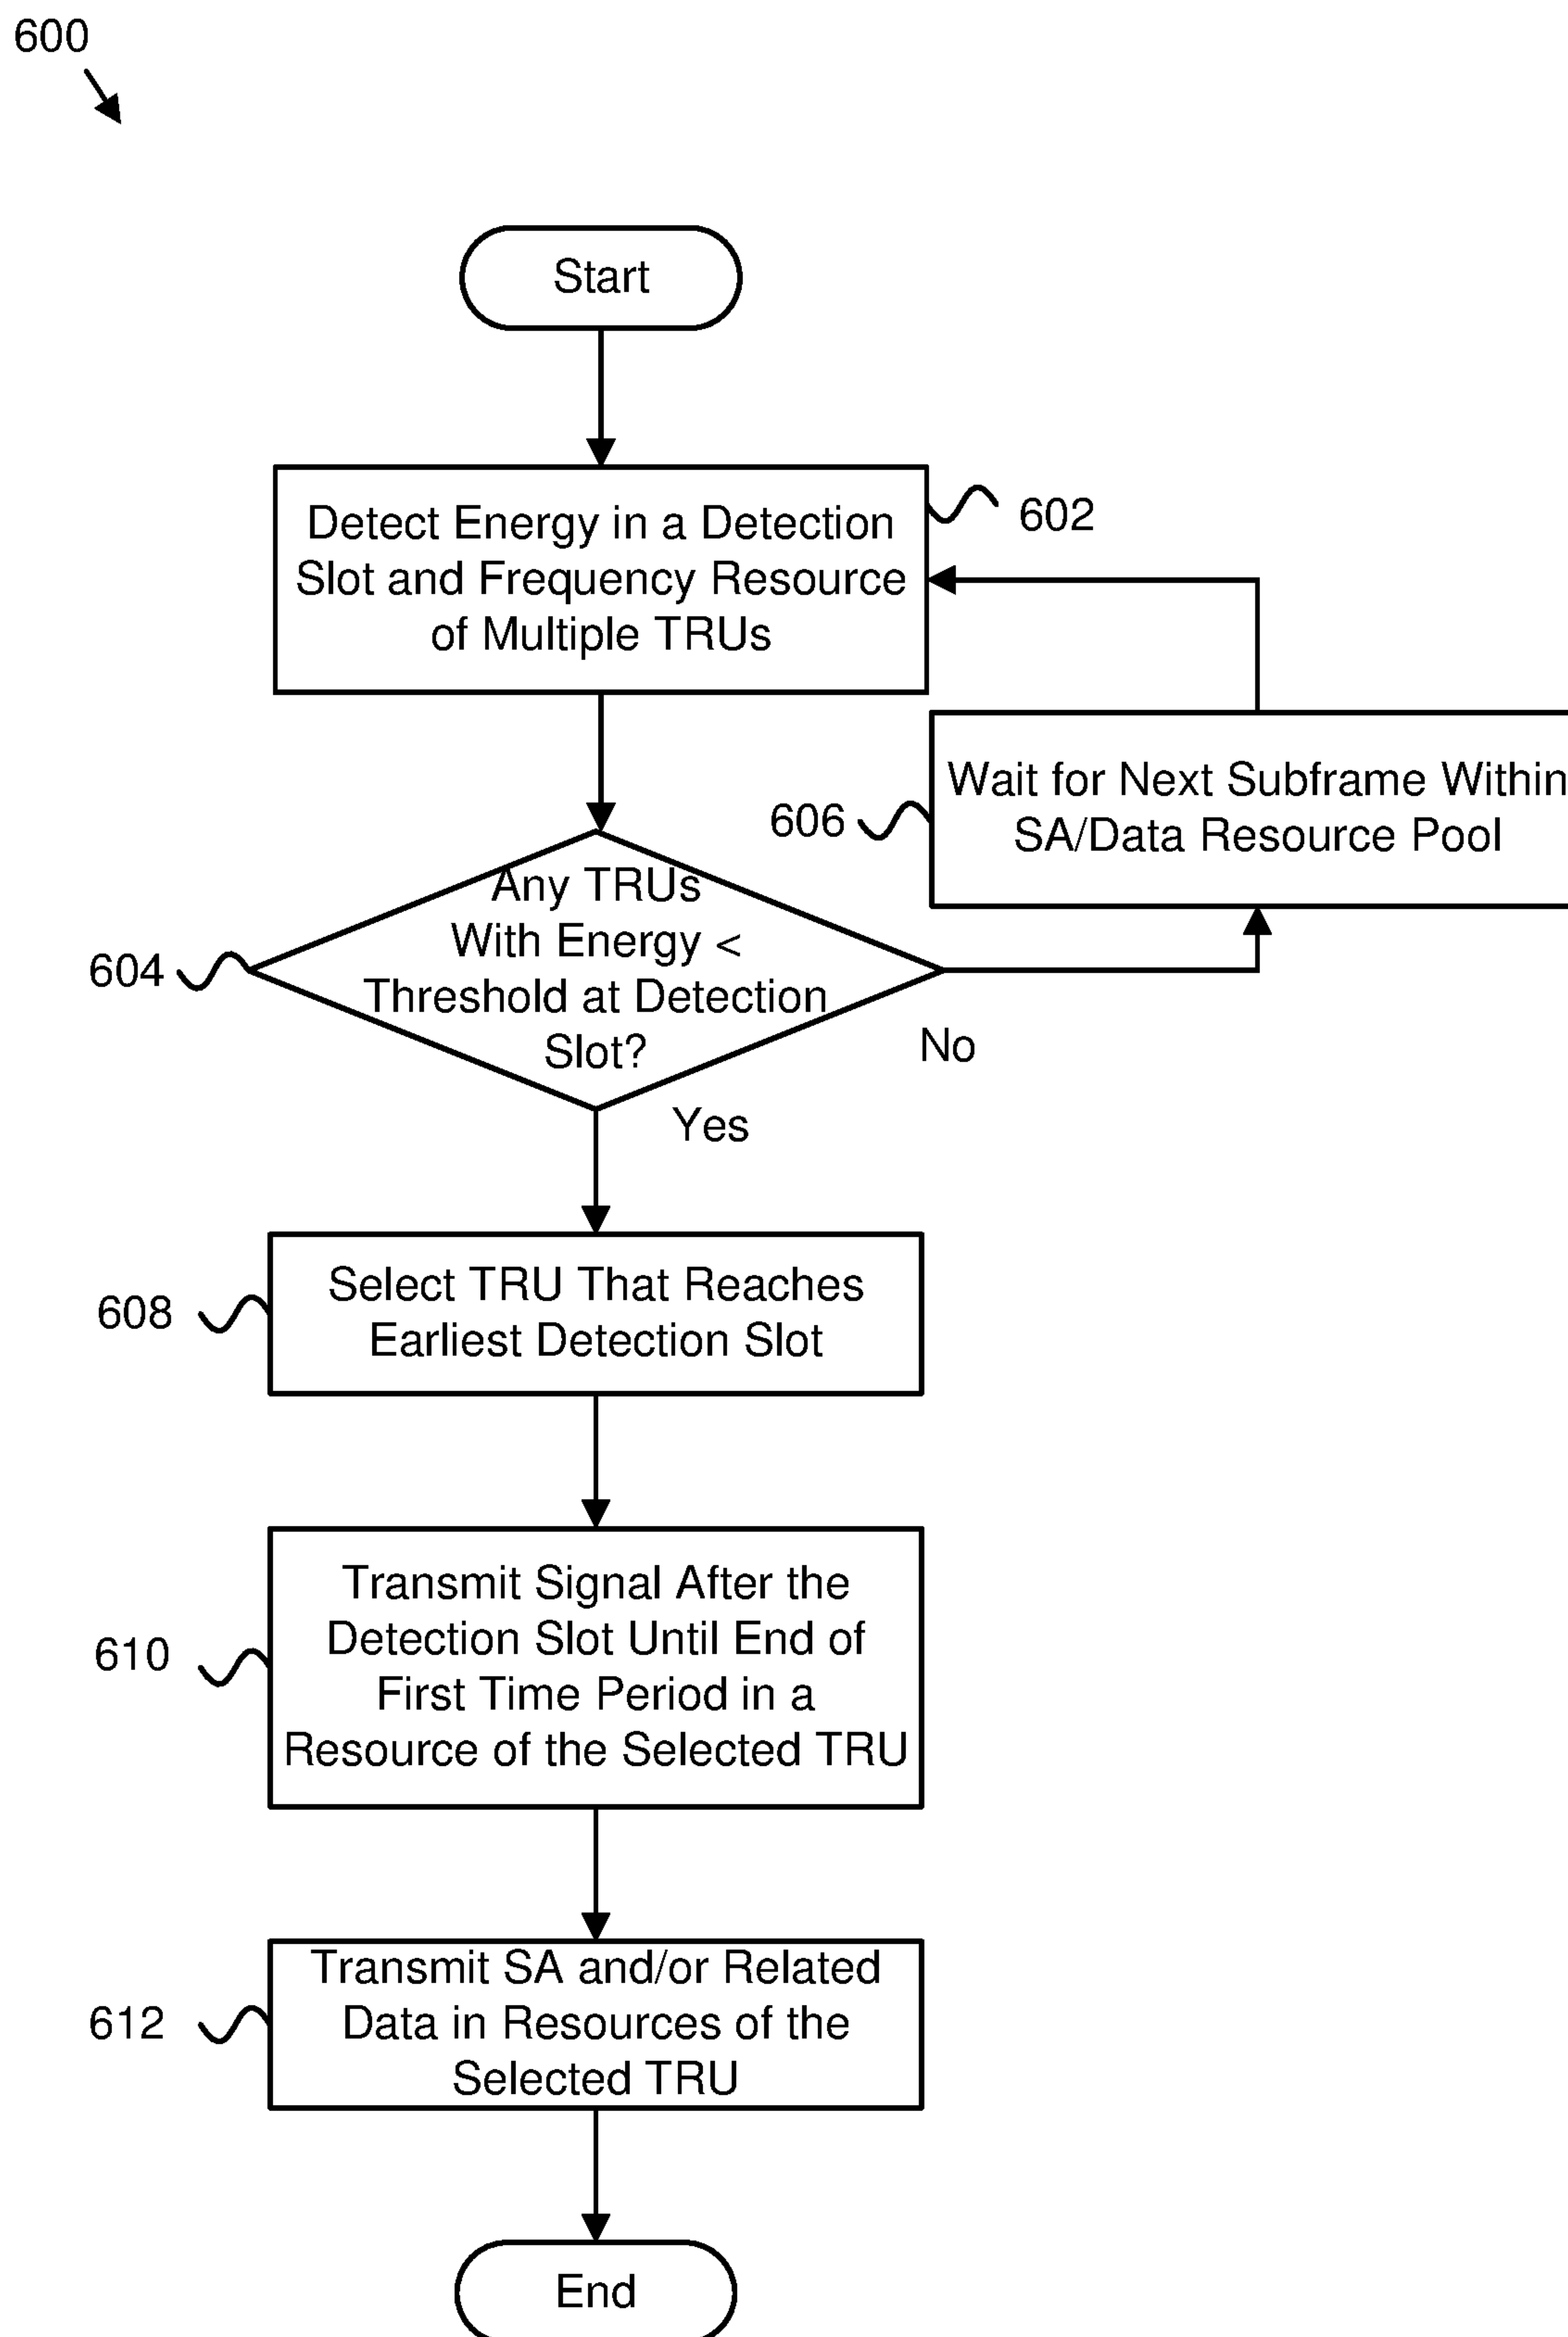 600
Start
Detect Energy in a Detection
Slot and Frequency Resource
of Multiple TRUs
602
Wait for Next Subframe Within
SA/Data Resource Pool
606
Any TRUs
With Energy <
Threshold at Detection
Slot?
604
No
Yes
Select TRU That Reaches
Earliest Detection Slot
608
Transmit Signal After the
Detection Slot Until End of
First Time Period in a
Resource of the Selected TRU
610
Transmit SA and/or Related
Data in Resources of the
Selected TRU
612
End